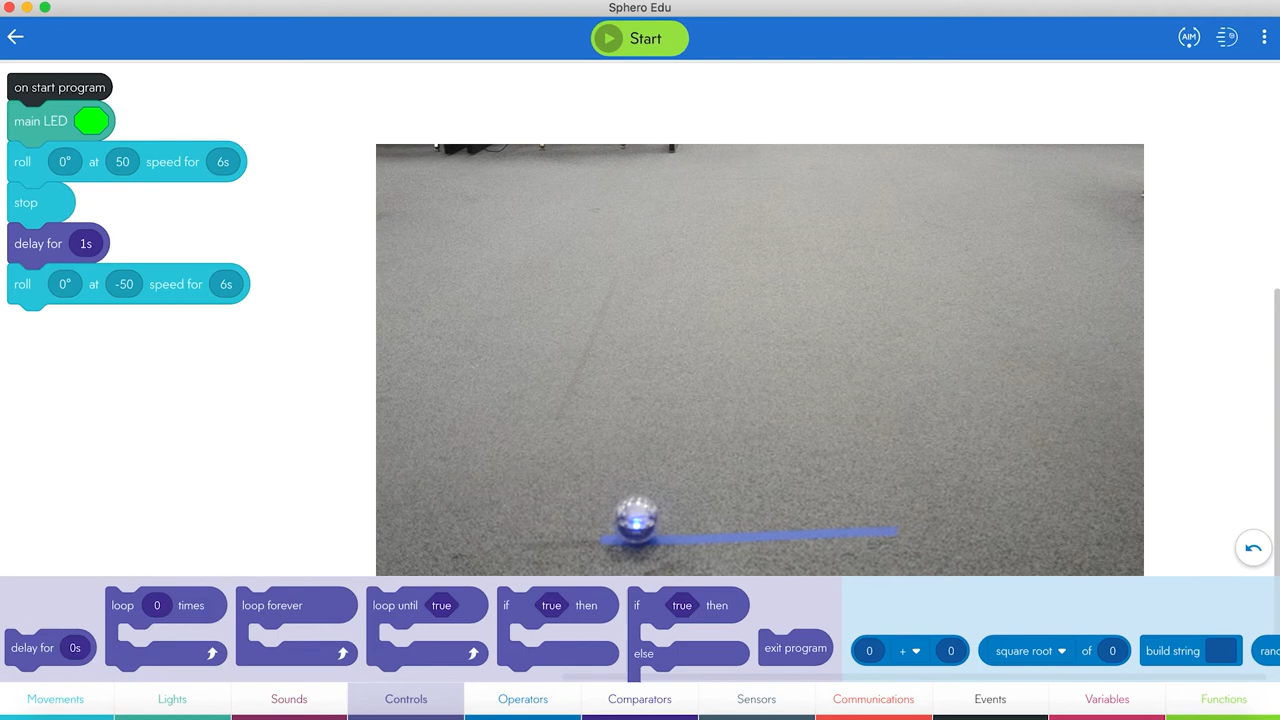 Sphero Edu
Start
AIM
on start program
main LED
roll 0° at 50 speed for 6s
stop
delay for 1s
roll 0° at -50 speed for 6s
delay for 0s
loop 0 times
loop forever
loop until true
if true then
if true then
else
exit program
0 + 0
square root of 0
build string
Movements Lights Sounds Controls Operators Comparators Sensors Communications Events Variables Functions